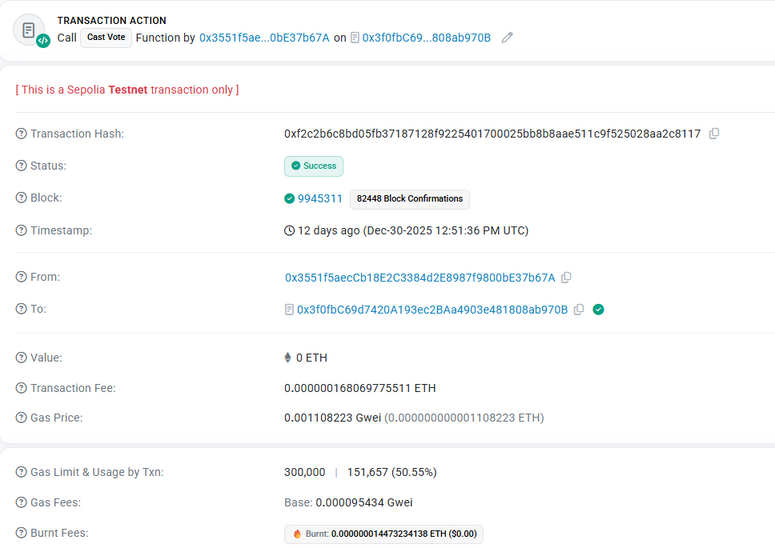 TRANSACTION ACTION
Call Cast Vote Function by 0x3551f5ae...0bE37b67A on 0x3f0fbC69...808ab970B
[ This is a Sepolia Testnet transaction only ]
Transaction Hash: 0xf2c2b6c8bd05fb37187128f9225401700025bb8b8aae511c9f525028aa2c8117
Status: Success
Block: 9945311 82448 Block Confirmations
Timestamp: 12 days ago (Dec-30-2025 12:51:36 PM UTC)
From: 0x3551f5aecCb18E2C3384d2E8987f9800bE37b67A
To: 0x3f0fbC69d7420A193ec2BAa4903e481808ab970B
Value: 0 ETH
Transaction Fee: 0.000000168069775511 ETH
Gas Price: 0.001108223 Gwei (0.000000000001108223 ETH)
Gas Limit & Usage by Txn: 300,000 | 151,657 (50.55%)
Gas Fees: Base: 0.000095434 Gwei
Burnt Fees: Burnt: 0.000000014473234138 ETH ($0.00)